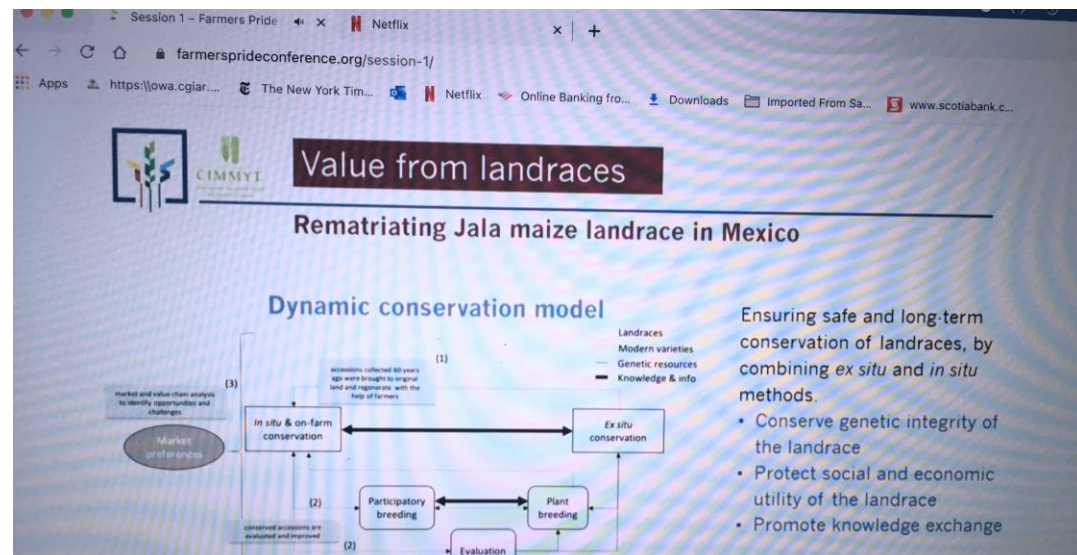 Session 1 – Farmers Pride
Netflix
farmersprideconference.org/session-1/
Apps
https:\\owa.cgiar....
The New York Tim...
Netflix
Online Banking fro...
Downloads
Imported From Sa...
www.scotiabank.c...
CIMMYT
Value from landraces
Rematriating Jala maize landrace in Mexico
Dynamic conservation model
Landraces
Modern varieties
Genetic resources
Knowledge & info
(1)
accessions collected 60 years
ago were brought to original
land and regenerate with the
help of farmers
(3)
market and value chain analysis
to identify opportunities and
challenges
Market
preferences
In situ & on-farm
conservation
Ex situ
conservation
(2)
Participatory
breeding
Plant
breeding
conserved accessions are
evaluated and improved
(2)
Evaluation
Ensuring safe and long-term
conservation of landraces, by
combining ex situ and in situ
methods.
• Conserve genetic integrity of
the landrace
• Protect social and economic
utility of the landrace
• Promote knowledge exchange